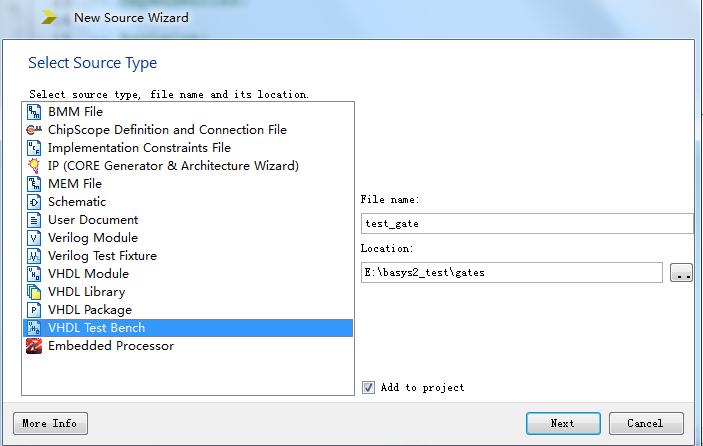 New Source Wizard
Select Source Type
Select source type, file name and its location.
BMM File
ChipScope Definition and Connection File
Implementation Constraints File
IP (CORE Generator & Architecture Wizard)
MEM File
Schematic
User Document
Verilog Module
Verilog Test Fixture
VHDL Module
VHDL Library
VHDL Package
VHDL Test Bench
Embedded Processor
File name:
test_gate
Location:
E:\basys2_test\gates
..
Add to project
More Info
Next
Cancel